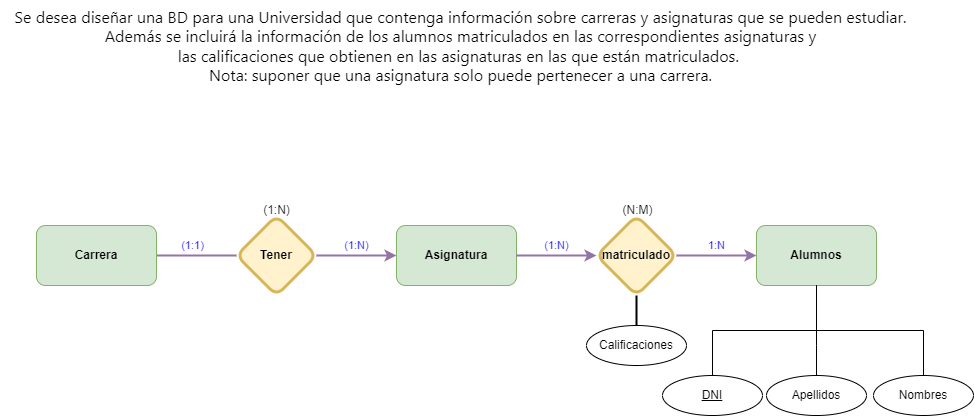 Se desea diseñar una BD para una Universidad que contenga información sobre carreras y asignaturas que se pueden estudiar.
Además se incluirá la información de los alumnos matriculados en las correspondientes asignaturas y
las calificaciones que obtienen en las asignaturas en las que están matriculados.
Nota: suponer que una asignatura solo puede pertenecer a una carrera.
(1:N)
(N:M)
Carrera
(1:1)
Tener
(1:N)
Asignatura
(1:N)
matriculado
1:N
Alumnos
Calificaciones
DNI
Apellidos
Nombres